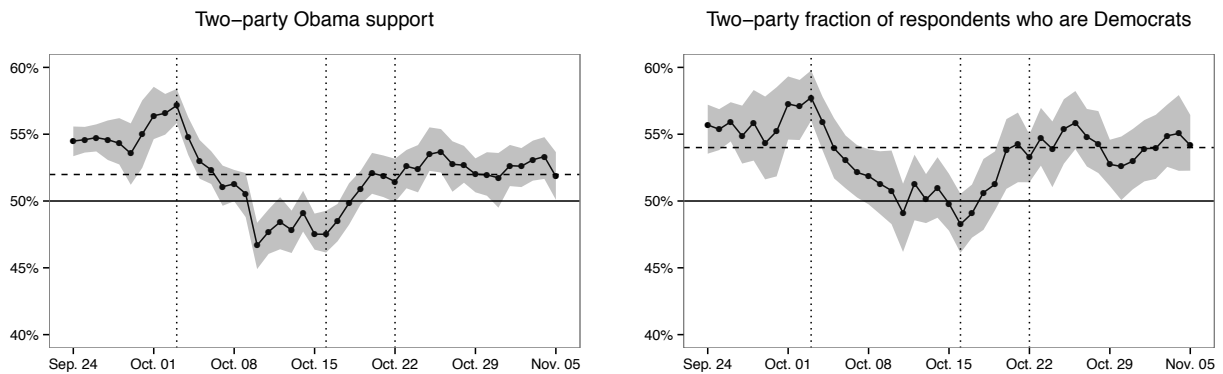 Two−party Obama support
60%
55%
50%
45%
40%
Sep. 24 Oct. 01 Oct. 08 Oct. 15 Oct. 22 Oct. 29 Nov. 05
Two−party fraction of respondents who are Democrats
60%
55%
50%
45%
40%
Sep. 24 Oct. 01 Oct. 08 Oct. 15 Oct. 22 Oct. 29 Nov. 05